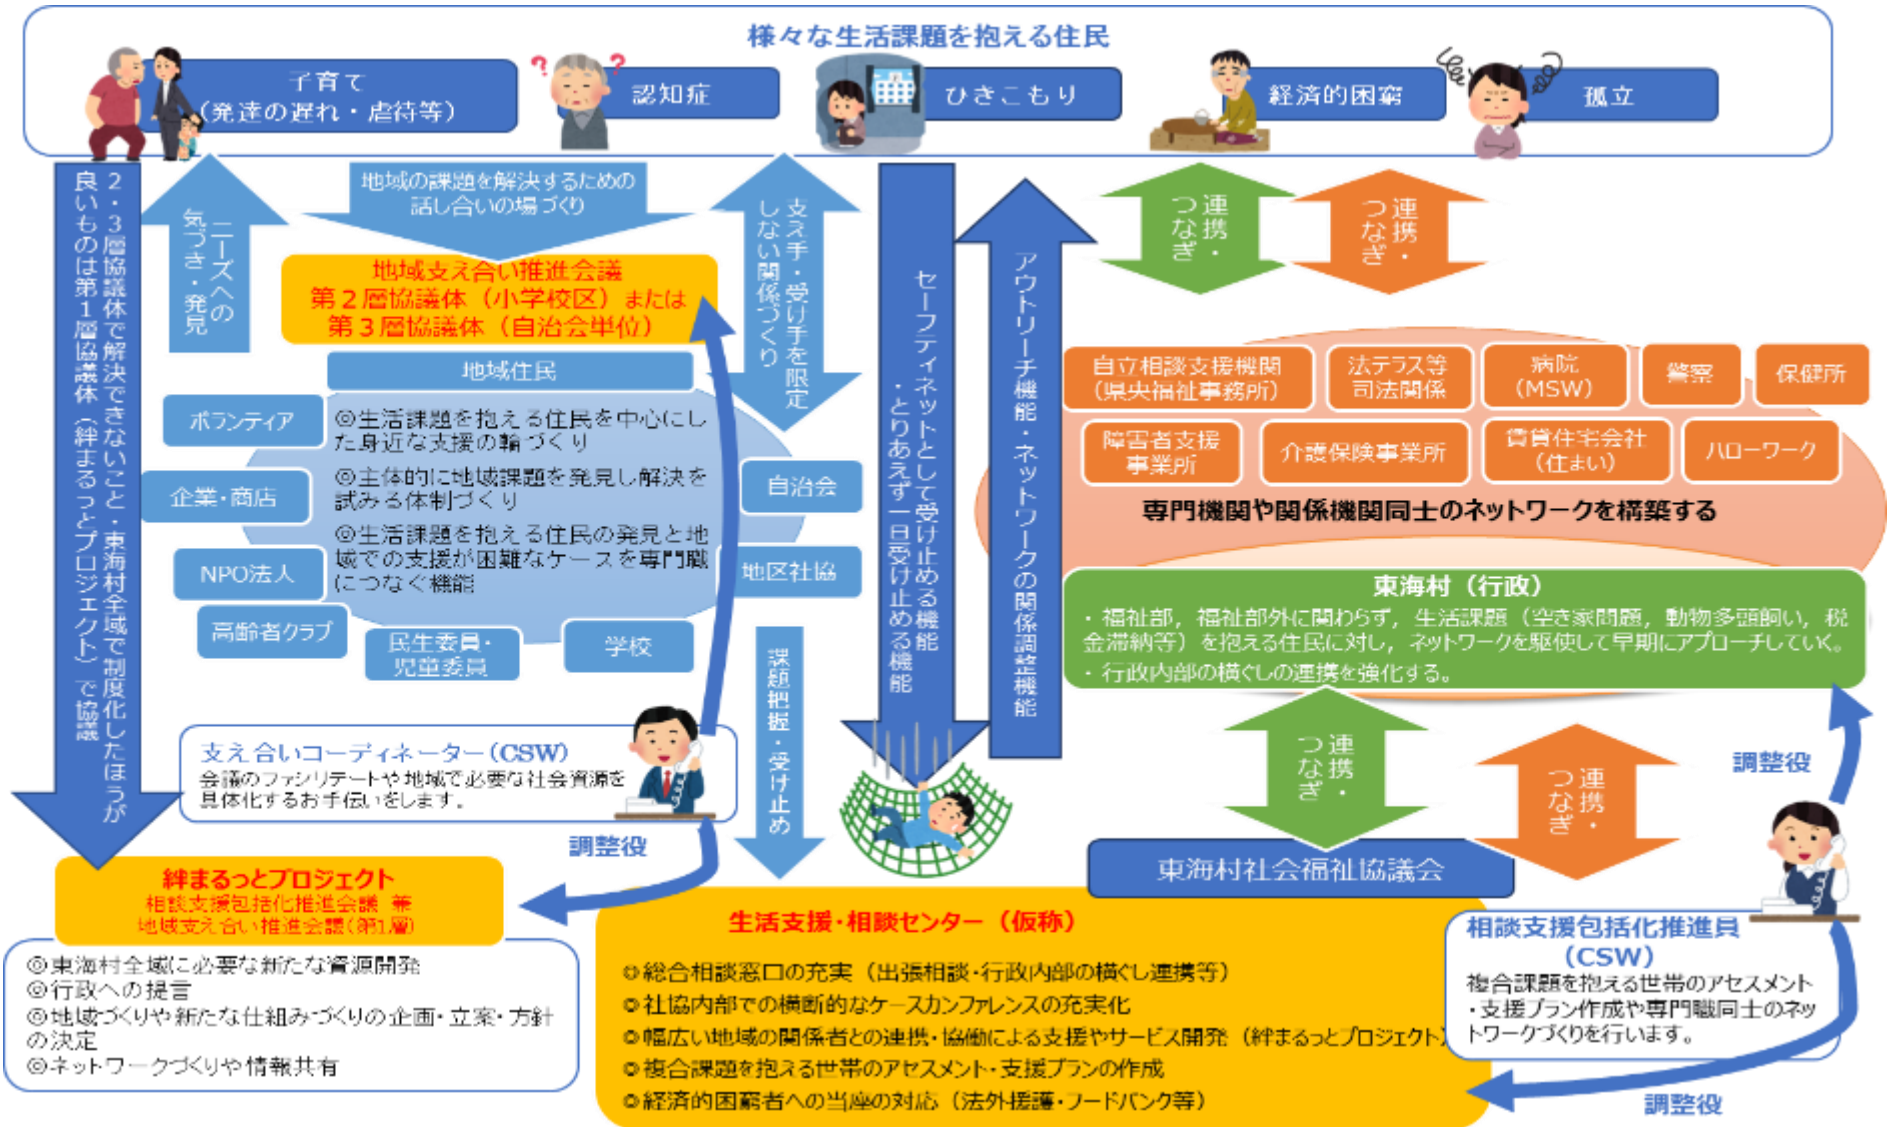 様々な生活課題を抱える住民
子育て
(発達の遅れ・虐待等)
認知症
ひきこもり
経済的困窮
孤立
2・3層協議体で解決できないこと・東海村全域で制度化したほうが
良いものは第1層協議体(絆まるっとプロジェクト)で協議
ニーズへの
気づき・発見
地域の課題を解決するための
話し合いの場づくり
支え手・受け手を限定
しない関係づくり
セーフティネットとして受け止める機能
・とりあえず一旦受け止める機能
アウトリーチ機能・ネットワークの関係調整機能
連携・
つなぎ
連携・
つなぎ
地域支え合い推進会議
第2層協議体(小学校区)または
第3層協議体(自治会単位)
地域住民
ボランティア
企業・商店
NPO法人
高齢者クラブ
民生委員・
児童委員
学校
自治会
地区社協
◎生活課題を抱える住民を中心にし
た身近な支援の輪づくり
◎主体的に地域課題を発見し解決を
試みる体制づくり
◎生活課題を抱える住民の発見と地
域での支援が困難なケースを専門職
につなぐ機能
自立相談支援機関
(県央福祉事務所)
法テラス等
司法関係
病院
(MSW)
警察
保健所
障害者支援
事業所
介護保険事業所
賃貸住宅会社
(住まい)
ハローワーク
専門機関や関係機関同士のネットワークを構築する
東海村(行政)
・福祉部,福祉部外に関わらず,生活課題(空き家問題,動物多頭飼い,税
金滞納等)を抱える住民に対し,ネットワークを駆使して早期にアプローチしていく。
・行政内部の横ぐしの連携を強化する。
課題把握・受け止め
支え合いコーディネーター(CSW)
会議のファシリテートや地域で必要な社会資源を
具体化するお手伝いをします。
調整役
連携・
つなぎ
連携・
つなぎ
調整役
絆まるっとプロジェクト
相談支援包括化推進会議 兼
地域支え合い推進会議(第1層)
◎東海村全域に必要な新たな資源開発
◎行政への提言
◎地域づくりや新たな仕組みづくりの企画・立案・方針
の決定
◎ネットワークづくりや情報共有
東海村社会福祉協議会
生活支援・相談センター(仮称)
◎総合相談窓口の充実(出張相談・行政内部の横ぐし連携等)
◎社協内部での横断的なケースカンファレンスの充実化
◎幅広い地域の関係者との連携・協働による支援やサービス開発(絆まるっとプロジェクト)
◎複合課題を抱える世帯のアセスメント・支援プランの作成
◎経済的困窮者への当座の対応(法外援護・フードバンク等)
相談支援包括化推進員
(CSW)
複合課題を抱える世帯のアセスメント
・支援プラン作成や専門職同士のネッ
トワークづくりを行います。
調整役